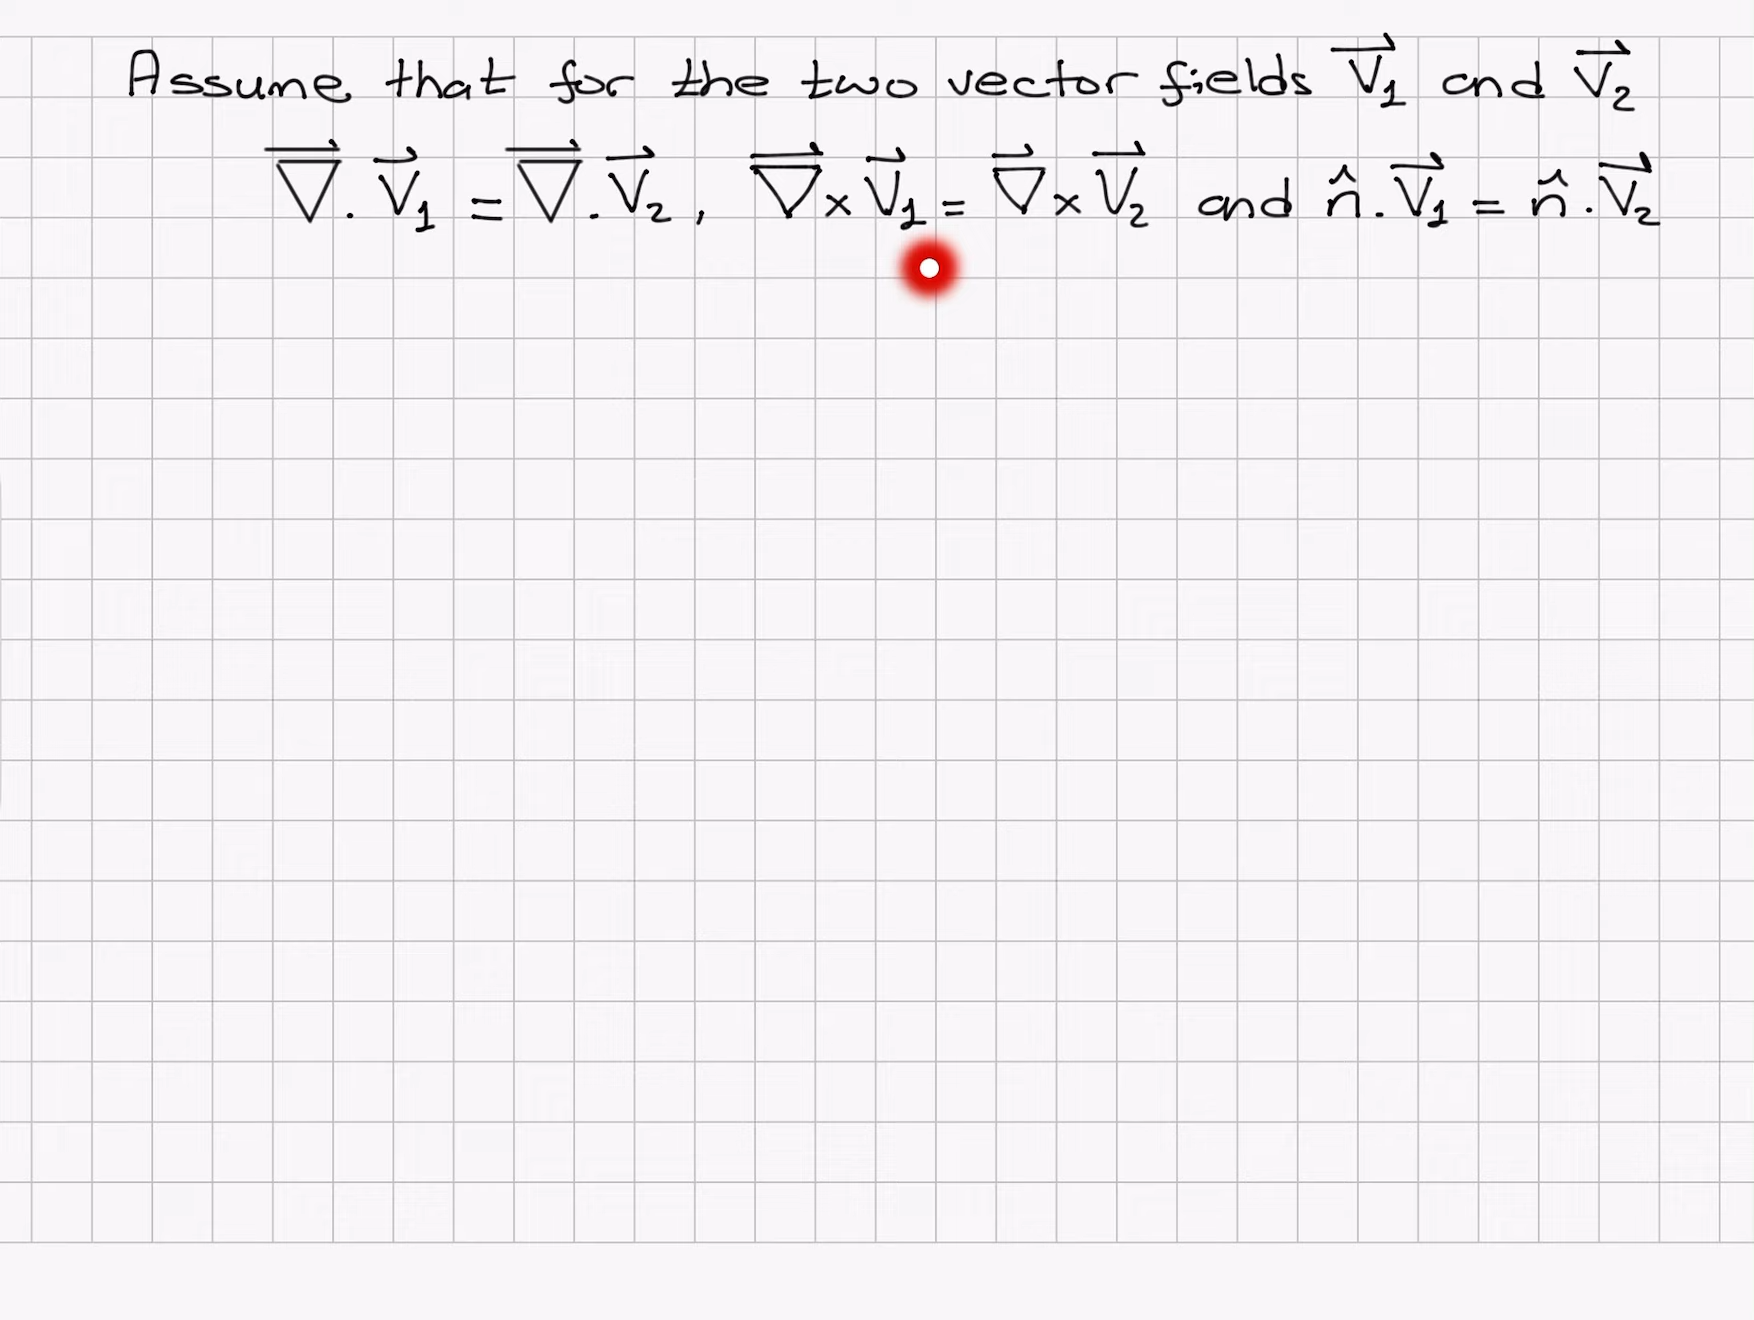 Assume that for the two vector fields V⃗₁ and V⃗₂
∇⃗ . V⃗₁ = ∇⃗ . V⃗₂ , ∇⃗ × V⃗₁ = ∇⃗ × V⃗₂ and n̂ . V⃗₁ = n̂ . V⃗₂